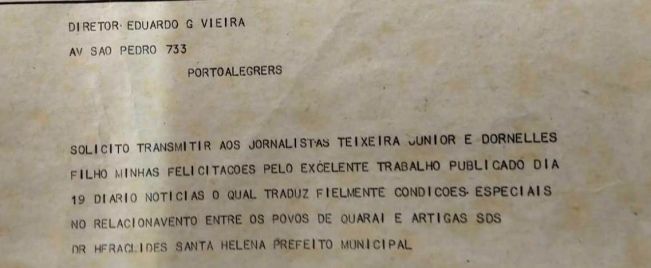 DIRETOR· EDUARDO G VIEIRA
AV SAO PEDRO 733
PORTOALEGRERS
SOLICITO TRANSMITIR AOS JORNALISTAS TEIXEIRA JUNIOR E DORNELLES
FILHO MINHAS FELICITACOES PELO EXCELENTE TRABALHO PUBLICADO DIA
19 DIARIO NOTICIAS O QUAL TRADUZ FIELMENTE CONDICOES· ESPECIAIS
NO RELACIONAVENTO ENTRE OS POVOS DE QUARAI E ARTIGAS SDS
DR HERACLIDES SANTA HELENA PREFEITO MUNICIPAL